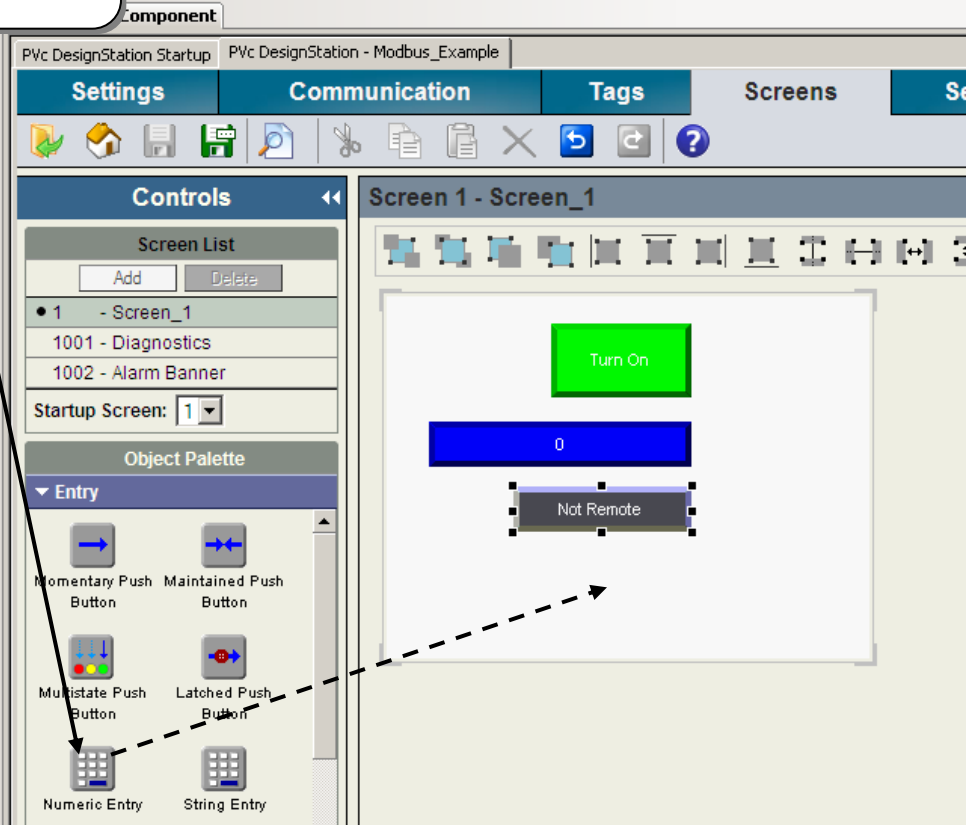 Component
PVc DesignStation Startup PVc DesignStation - Modbus_Example
Settings Communication Tags Screens Se
Controls
Screen 1 - Screen_1
Screen List
Add Delete
1 - Screen_1
1001 - Diagnostics
1002 - Alarm Banner
Startup Screen: 1
Object Palette
Entry
Momentary Push Button
Maintained Push Button
Multistate Push Button
Latched Push Button
Numeric Entry
String Entry
Turn On
0
Not Remote